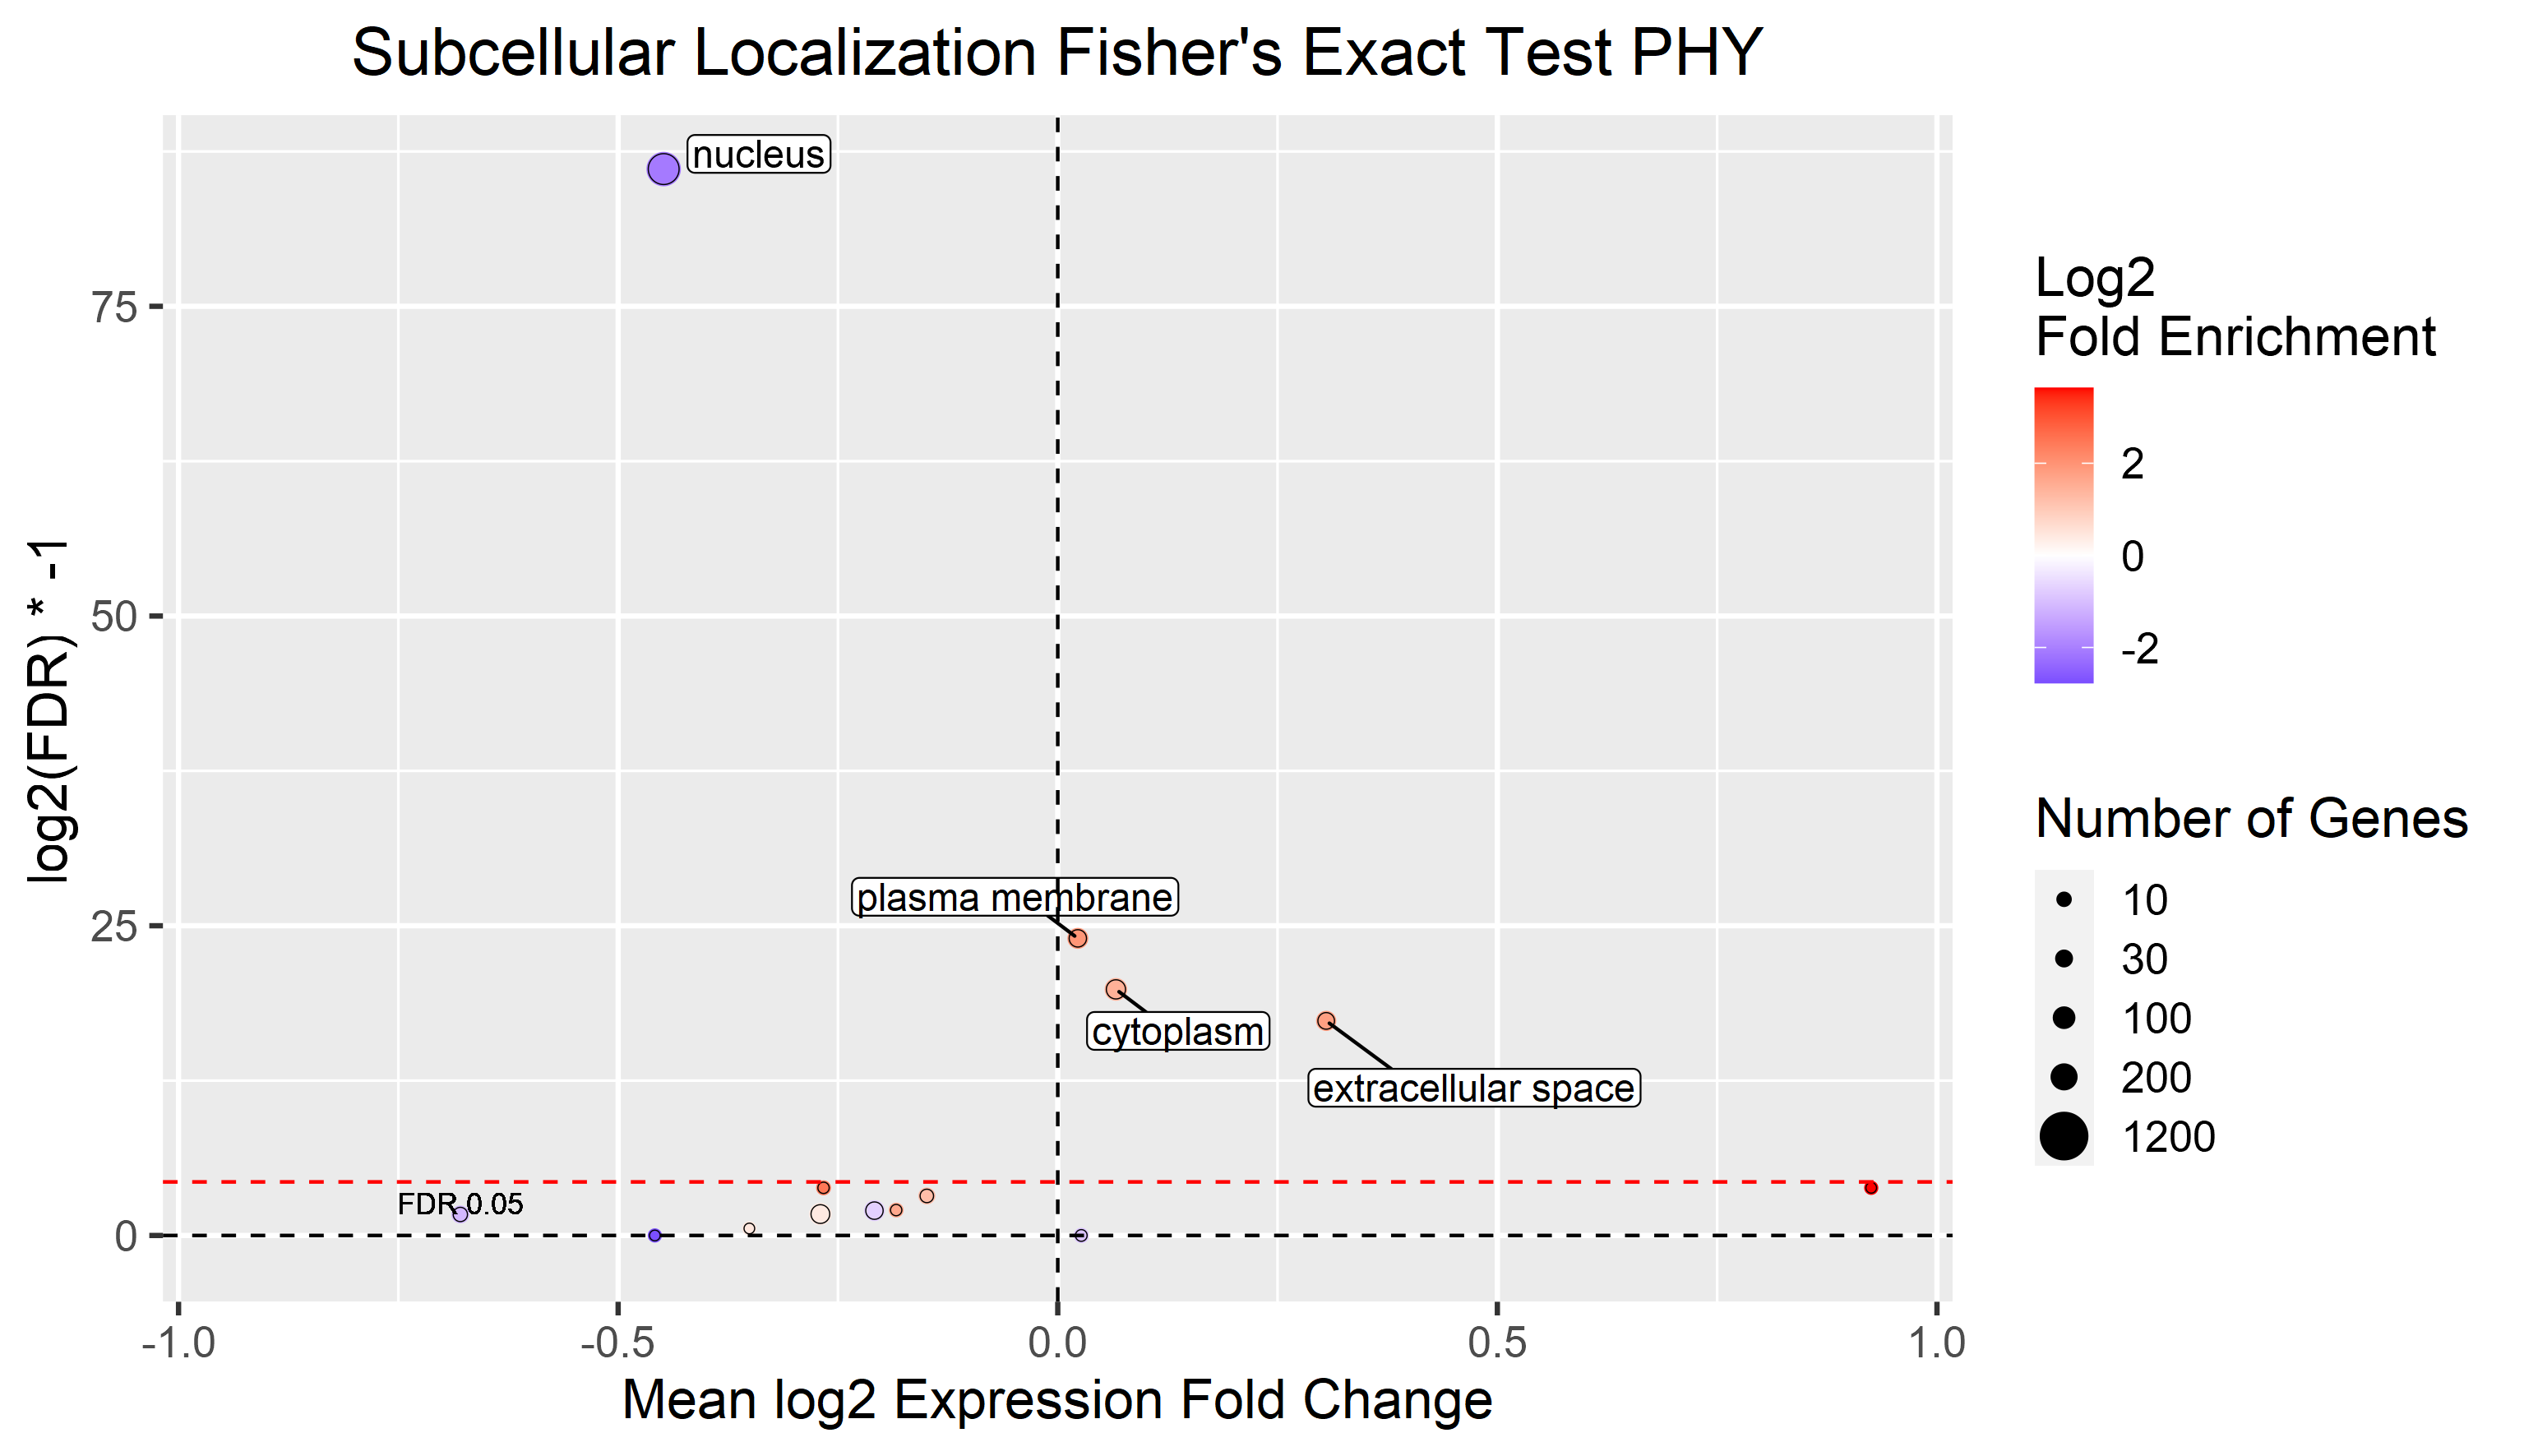 Subcellular Localization Fisher's Exact Test PHY
log2(FDR) * -1
75
50
25
0
nucleus
plasma membrane
cytoplasm
extracellular space
FDR 0.05
-1.0
-0.5
0.0
0.5
1.0
Mean log2 Expression Fold Change
Log2
Fold Enrichment
2
0
-2
Number of Genes
10
30
100
200
1200